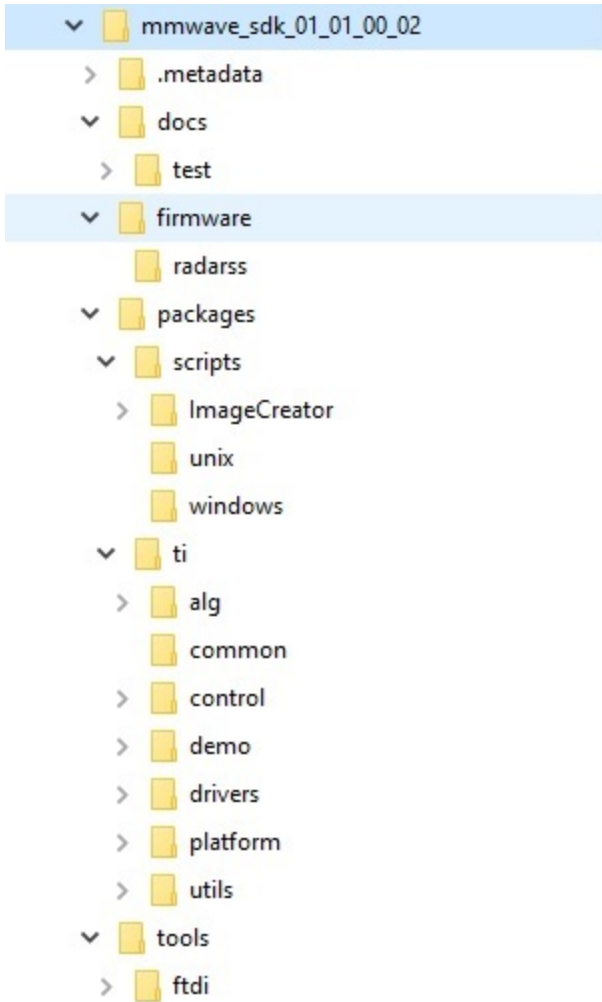 mmwave_sdk_01_01_00_02
.metadata
docs
test
firmware
radarss
packages
scripts
ImageCreator
unix
windows
ti
alg
common
control
demo
drivers
platform
utils
tools
ftdi